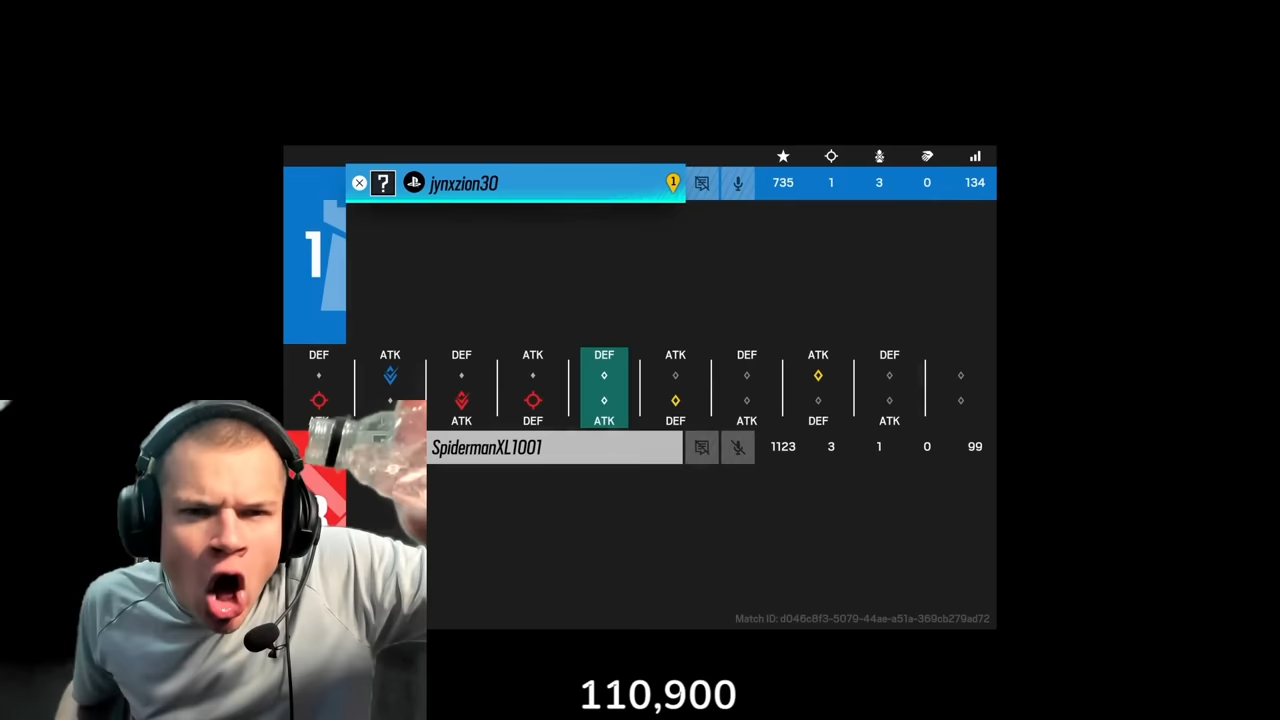 ? jynxzion30 1 735 1 3 0 134
1
DEF ATK DEF ATK DEF ATK DEF ATK DEF
ATK DEF ATK DEF DEF ATK
SpidermanXL1001 1123 3 1 0 99
Match ID: d046c8f3-5079-44ae-a51a-369cb279ad72
110,900